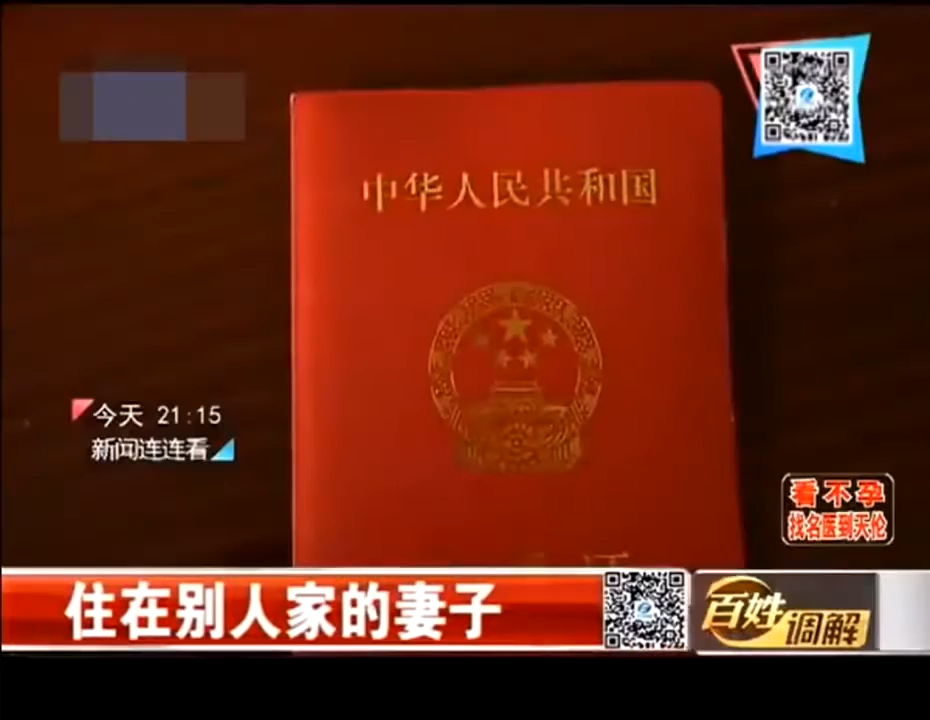 中华人民共和国
今天 21:15
新闻连连看
看不孕
找名医到天伦
住在别人家的妻子
百姓调解